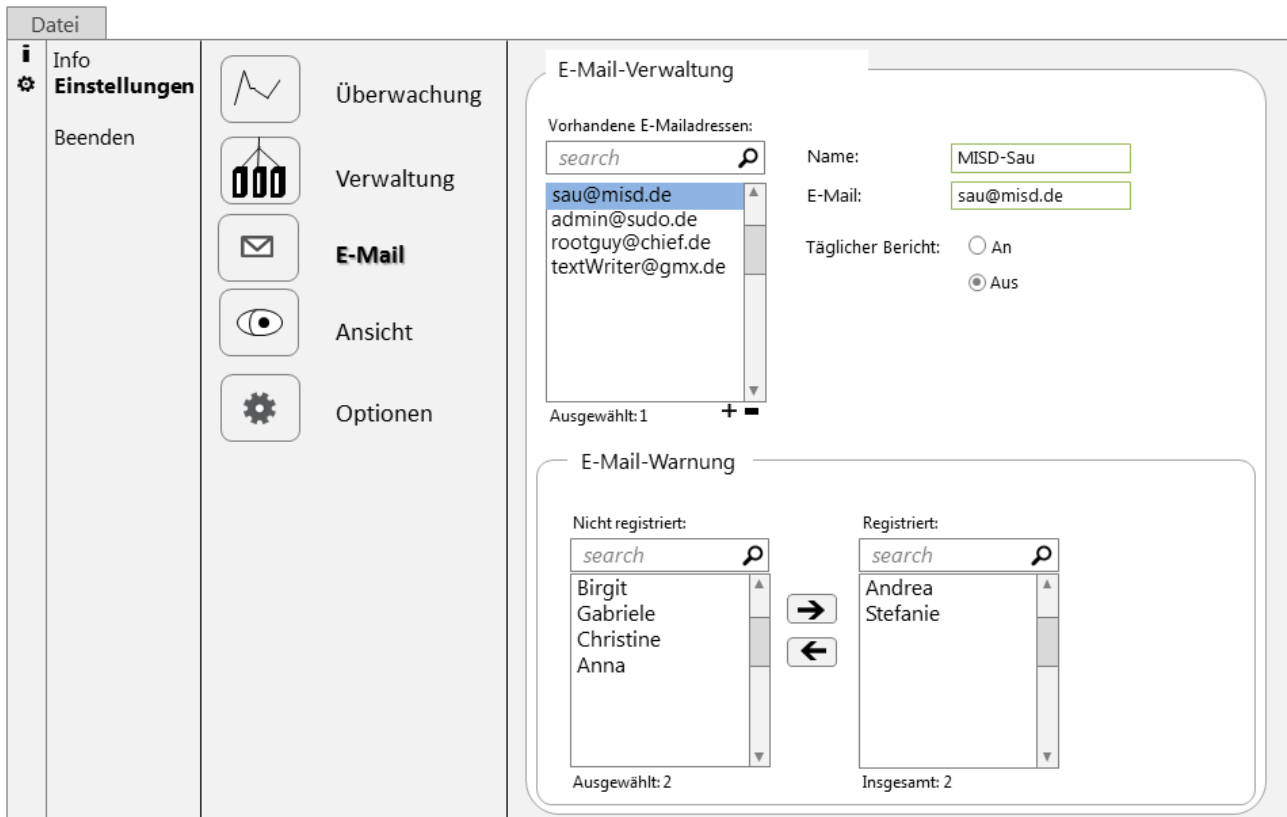 Datei
i
Info
Einstellungen
Beenden
Überwachung
Verwaltung
E-Mail
Ansicht
Optionen
E-Mail-Verwaltung
Vorhandene E-Mailadressen:
search
sau@misd.de
admin@sudo.de
rootguy@chief.de
textWriter@gmx.de
Ausgewählt:1
+ -
Name:
MISD-Sau
E-Mail:
sau@misd.de
Täglicher Bericht:
An
Aus
E-Mail-Warnung
Nicht registriert:
search
Birgit
Gabriele
Christine
Anna
Ausgewählt: 2
Registriert:
search
Andrea
Stefanie
Insgesamt: 2